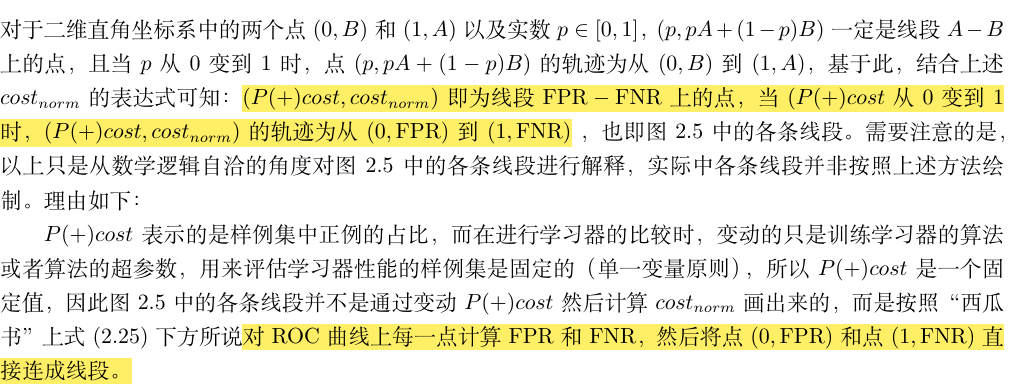 对于二维直角坐标系中的两个点 (0, B) 和 (1, A) 以及实数 p ∈ [0, 1]，(p, pA + (1 − p)B) 一定是线段 A − B
上的点，且当 p 从 0 变到 1 时，点 (p, pA + (1 − p)B) 的轨迹为从 (0, B) 到 (1, A)，基于此，结合上述
cost_norm 的表达式可知：(P(+)cost, cost_norm) 即为线段 FPR − FNR 上的点，当 (P(+)cost 从 0 变到 1
时，(P(+)cost, cost_norm) 的轨迹为从 (0, FPR) 到 (1, FNR) ，也即图 2.5 中的各条线段。需要注意的是，
以上只是从数学逻辑自洽的角度对图 2.5 中的各条线段进行解释，实际中各条线段并非按照上述方法绘
制。理由如下：
P(+)cost 表示的是样例集中正例的占比，而在进行学习器的比较时，变动的只是训练学习器的算法
或者算法的超参数，用来评估学习器性能的样例集是固定的（单一变量原则），所以 P(+)cost 是一个固
定值，因此图 2.5 中的各条线段并不是通过变动 P(+)cost 然后计算 cost_norm 画出来的，而是按照“西瓜
书”上式 (2.25) 下方所说对 ROC 曲线上每一点计算 FPR 和 FNR，然后将点 (0, FPR) 和点 (1, FNR) 直
接连成线段。